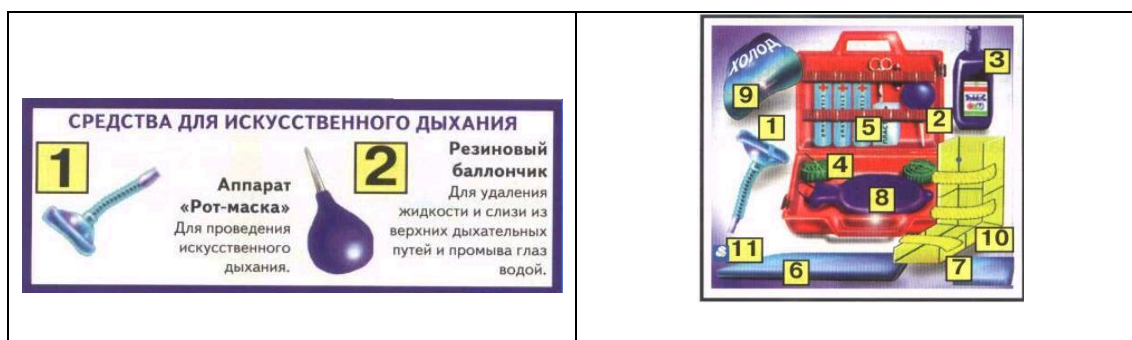 СРЕДСТВА ДЛЯ ИСКУССТВЕННОГО ДЫХАНИЯ
1
Аппарат
«Рот-маска»
Для проведения
искусственного
дыхания.
2
Резиновый
баллончик
Для удаления
жидкости и слизи из
верхних дыхательных
путей и промыва глаз
водой.
ХОЛОД
9
1
3
2
5
4
8
10
11
6
7